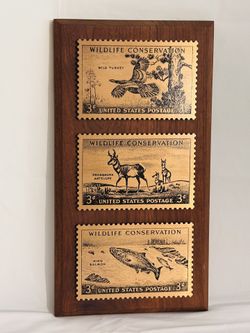 WILDLIFE CONSERVATION
WILD TURKEY
3¢ 3¢
UNITED STATES POSTAGE
WILDLIFE CONSERVATION
PRONGHORN
ANTELOPE
3¢ 3¢
UNITED STATES POSTAGE
WILDLIFE CONSERVATION
KING
SALMON
3¢ 3¢
UNITED STATES POSTAGE